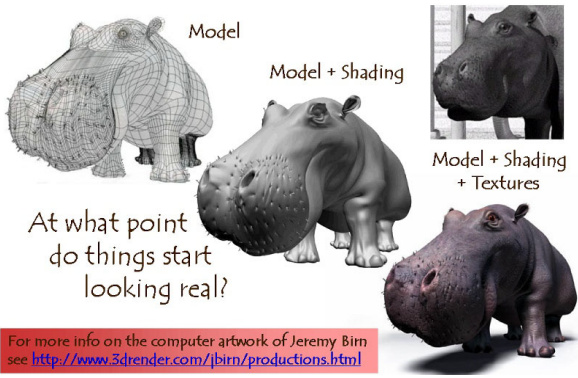 Model
Model + Shading
Model + Shading
+ Textures
At what point
do things start
looking real?
For more info on the computer artwork of Jeremy Birn
see http://www.3drender.com/jbirn/productions.html